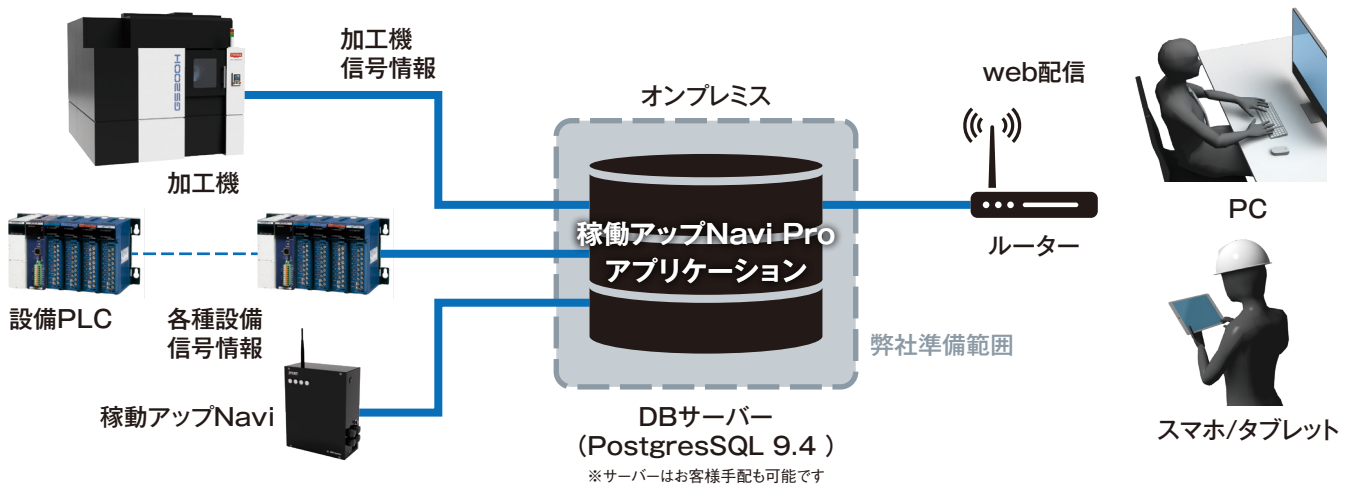 加工機
信号情報
GS200H
加工機
設備PLC
各種設備
信号情報
稼働アップNavi
オンプレミス
稼働アップNavi Pro
アプリケーション
弊社準備範囲
DBサーバー
（PostgresSQL 9.4 ）
※サーバーはお客様手配も可能です
web配信
ルーター
PC
スマホ/タブレット